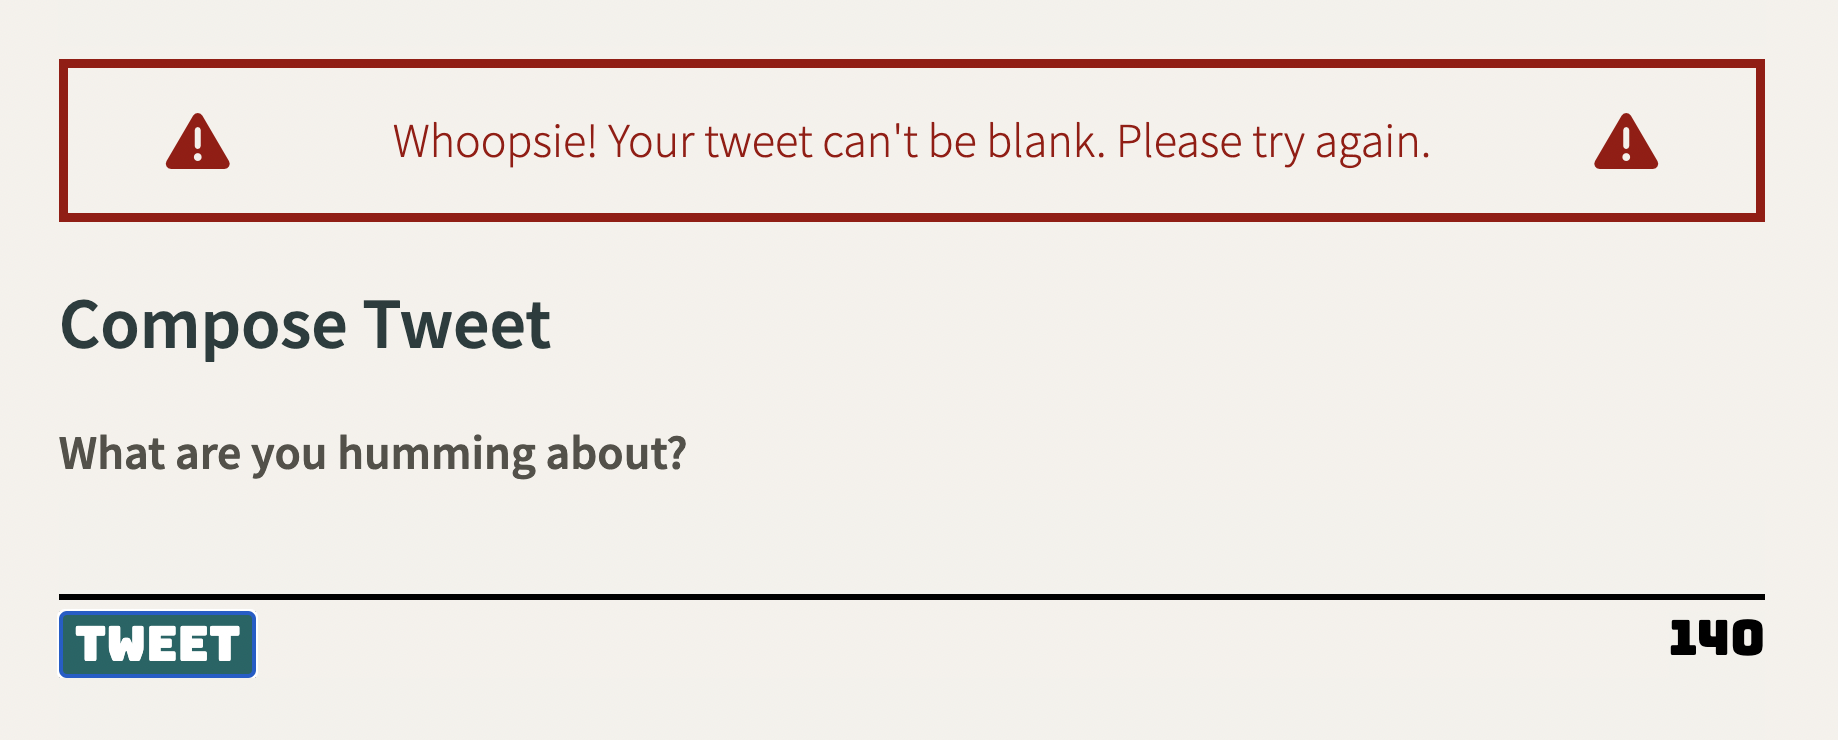 Whoopsie! Your tweet can't be blank. Please try again.
Compose Tweet
What are you humming about?
TWEET
140